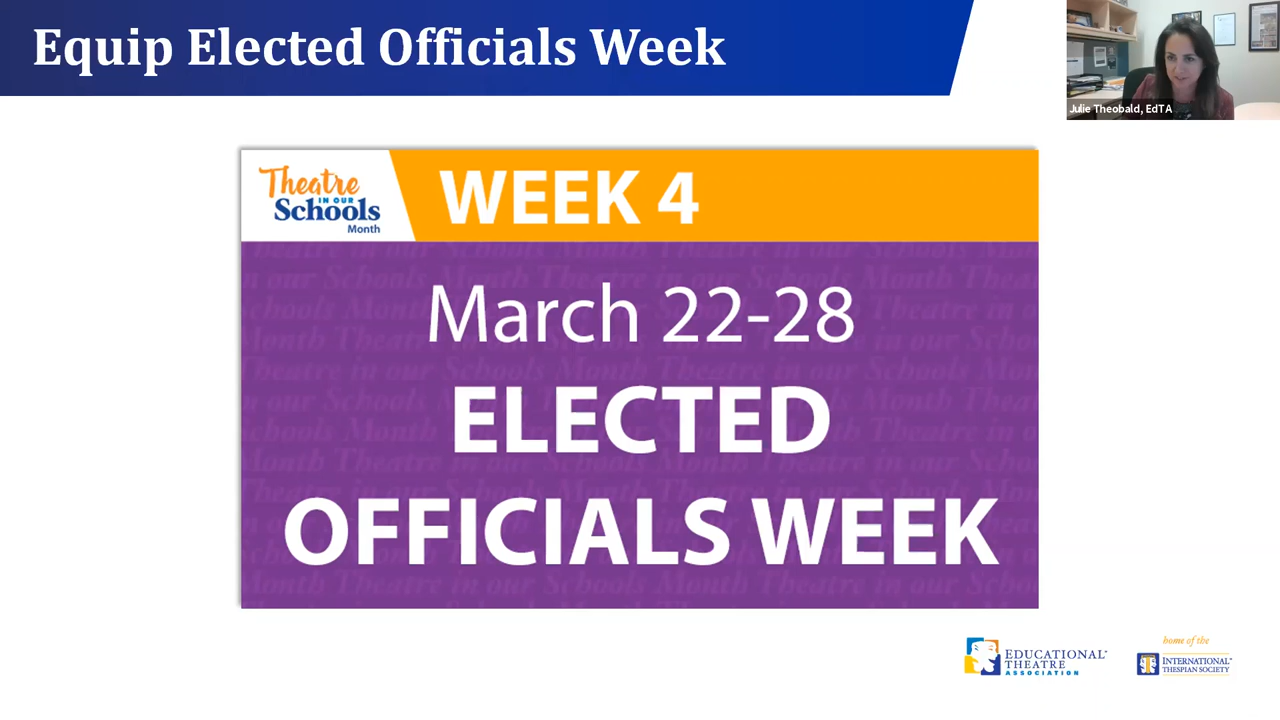 Equip Elected Officials Week
Julie Theobald, EdTA
Theatre
IN OUR
Schools
Month
WEEK 4
March 22-28
ELECTED
OFFICIALS WEEK
EDUCATIONAL
THEATRE
ASSOCIATION
home of the
INTERNATIONAL
THESPIAN SOCIETY